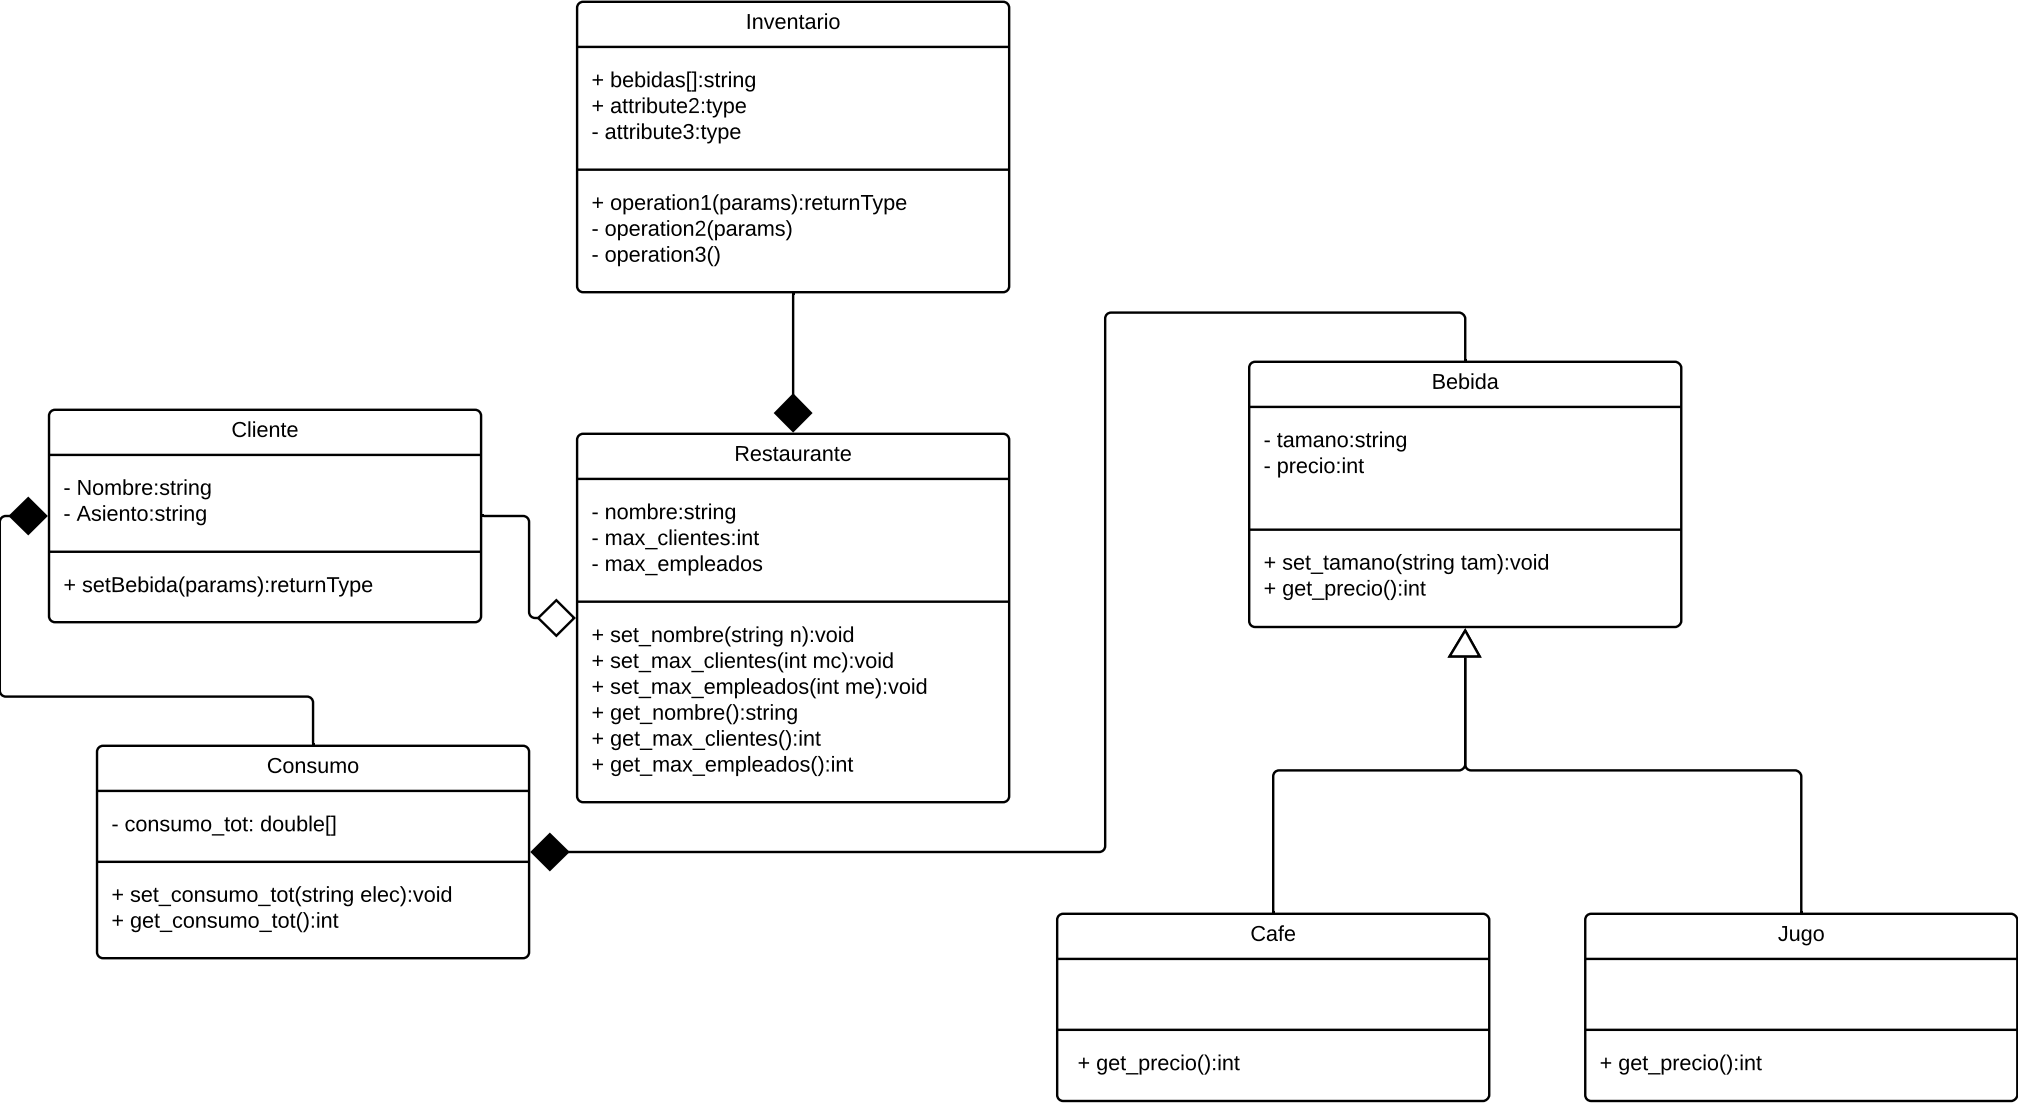 Inventario
+ bebidas[]:string
+ attribute2:type
- attribute3:type
+ operation1(params):returnType
- operation2(params)
- operation3()
Cliente
- Nombre:string
- Asiento:string
+ setBebida(params):returnType
Restaurante
- nombre:string
- max_clientes:int
- max_empleados
+ set_nombre(string n):void
+ set_max_clientes(int mc):void
+ set_max_empleados(int me):void
+ get_nombre():string
+ get_max_clientes():int
+ get_max_empleados():int
Bebida
- tamano:string
- precio:int
+ set_tamano(string tam):void
+ get_precio():int
Consumo
- consumo_tot: double[]
+ set_consumo_tot(string elec):void
+ get_consumo_tot():int
Cafe
+ get_precio():int
Jugo
+ get_precio():int